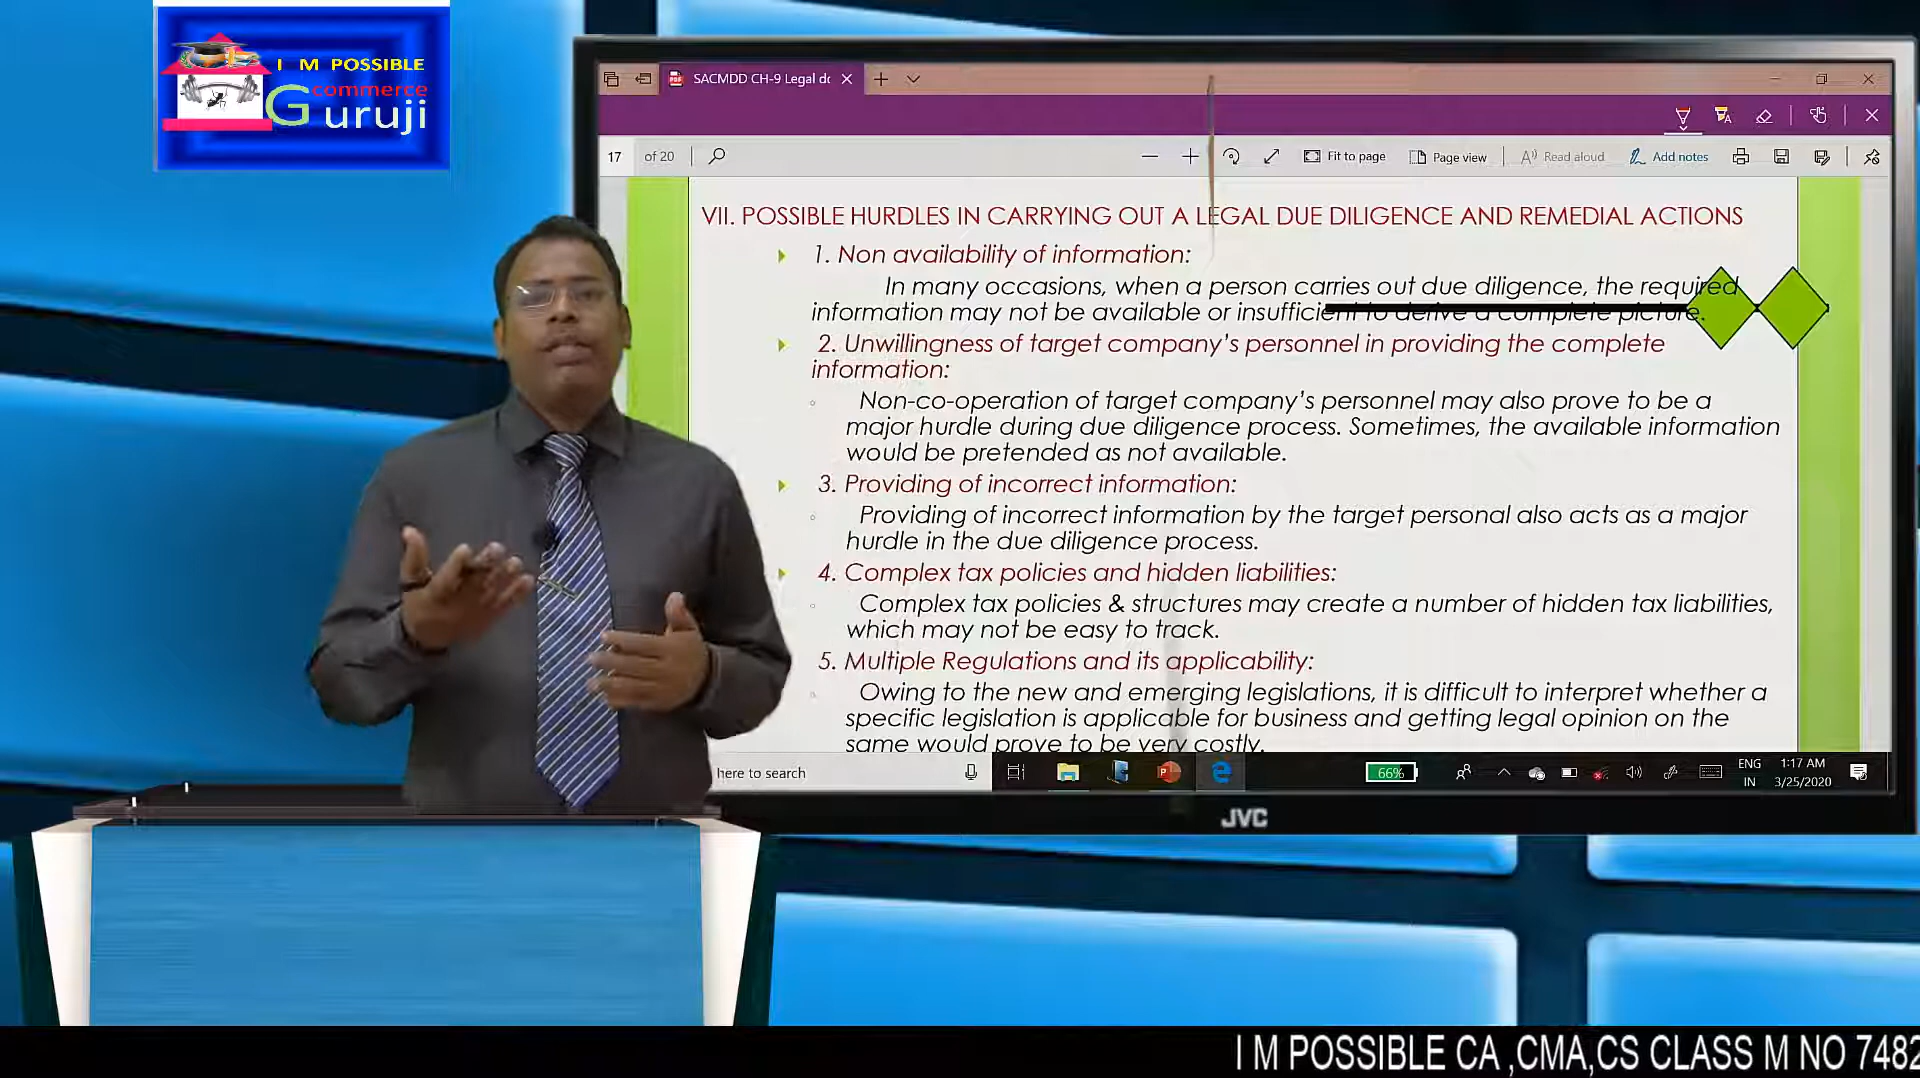 I M POSSIBLE
commerce
Guruji
SACMDD CH-9 Legal
17 of 20
Fit to page
Page view
Read aloud
Add notes
VII. POSSIBLE HURDLES IN CARRYING OUT A LEGAL DUE DILIGENCE AND REMEDIAL ACTIONS
1. Non availability of information:
In many occasions, when a person carries out due diligence, the required
information may not be available or insufficient to derive a complete picture.
2. Unwillingness of target company's personnel in providing the complete
information:
Non-co-operation of target company's personnel may also prove to be a
major hurdle during due diligence process. Sometimes, the available information
would be pretended as not available.
3. Providing of incorrect information:
Providing of incorrect information by the target personal also acts as a major
hurdle in the due diligence process.
4. Complex tax policies and hidden liabilities:
Complex tax policies & structures may create a number of hidden tax liabilities,
which may not be easy to track.
5. Multiple Regulations and its applicability:
Owing to the new and emerging legislations, it is difficult to interpret whether a
specific legislation is applicable for business and getting legal opinion on the
same would prove to be very costly.
here to search
66%
ENG
IN
1:17 AM
3/25/2020
JVC
I M POSSIBLE CA ,CMA,CS CLASS M NO 7482